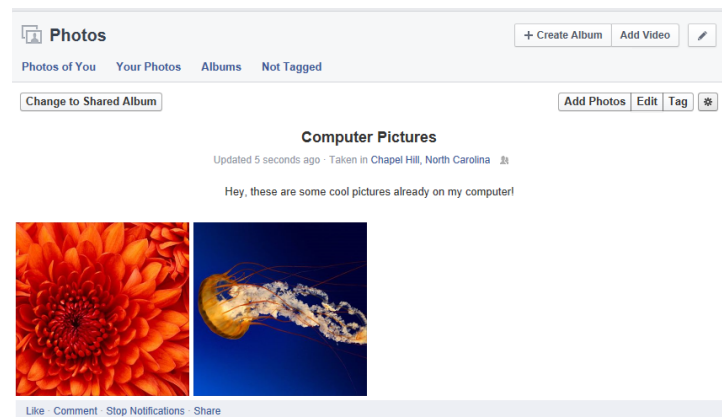 Photos
+ Create Album Add Video
Photos of You Your Photos Albums Not Tagged
Change to Shared Album
Add Photos Edit Tag
Computer Pictures
Updated 5 seconds ago · Taken in Chapel Hill, North Carolina
Hey, these are some cool pictures already on my computer!
Like · Comment · Stop Notifications · Share